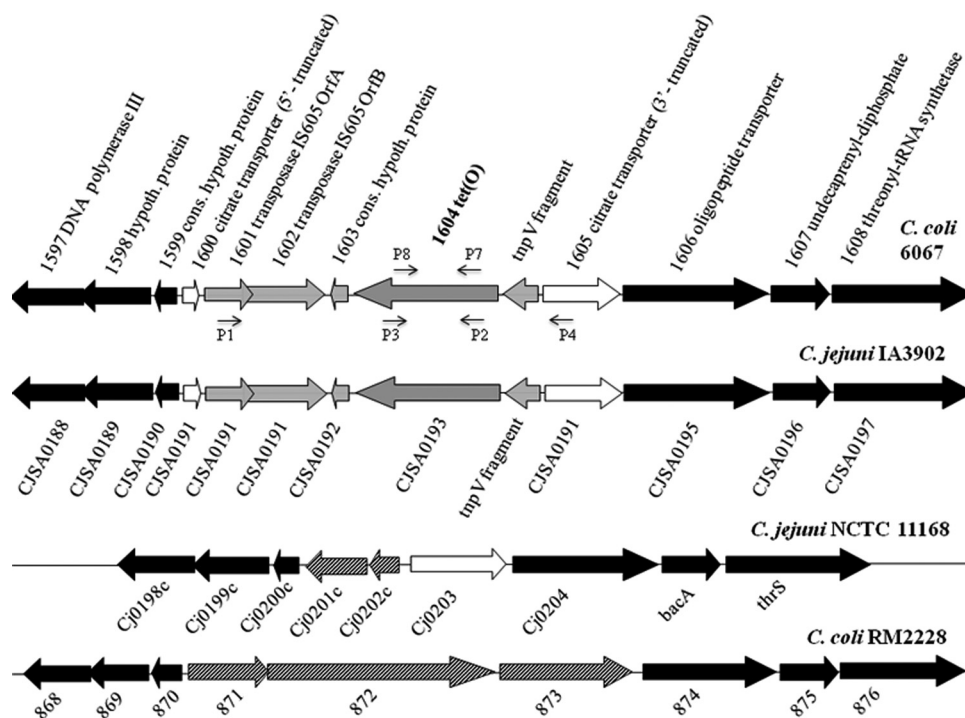 1597 DNA polymerase III
1598 hypoth. protein
1599 cons. hypoth. protein
1600 citrate transporter (5'- truncated)
1601 transposase IS605 OrfA
1602 transposase IS605 OrfB
1603 cons. hypoth. protein
1604 tet(O)
tnpV fragment
1605 citrate transporter (3'- truncated)
1606 oligopeptide transporter
1607 undecaprenyl-diphosphate
1608 threonyl-tRNA synthetase
C. coli
6067
P8
P7
P1
P3
P2
P4
C. jejuni IA3902
CJSA0188
CJSA0189
CJSA0190
CJSA0191
CJSA0191
CJSA0191
CJSA0192
CJSA0193
tnpV fragment
CJSA0191
CJSA0195
CJSA0196
CJSA0197
C. jejuni NCTC 11168
Cj0198c
Cj0199c
Cj0200c
Cj0201c
Cj0202c
Cj0203
Cj0204
bacA
thrS
C. coli RM2228
868
869
870
871
872
873
874
875
876